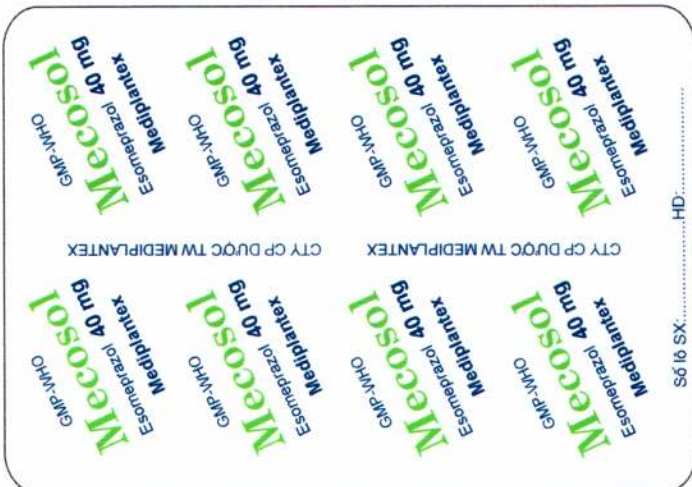 GMP-WHO
Mecosol
Esomeprazol 40 mg
Mediplantex
GMP-WHO
Mecosol
Esomeprazol 40 mg
Mediplantex
GMP-WHO
Mecosol
Esomeprazol 40 mg
Mediplantex
GMP-WHO
Mecosol
Esomeprazol 40 mg
Mediplantex
CTY CP DƯỢC TW MEDIPLANTEX
CTY CP DƯỢC TW MEDIPLANTEX
GMP-WHO
Mecosol
Esomeprazol 40 mg
Mediplantex
GMP-WHO
Mecosol
Esomeprazol 40 mg
Mediplantex
GMP-WHO
Mecosol
Esomeprazol 40 mg
Mediplantex
GMP-WHO
Mecosol
Esomeprazol 40 mg
Mediplantex
Số lô SX:........................HD:........................